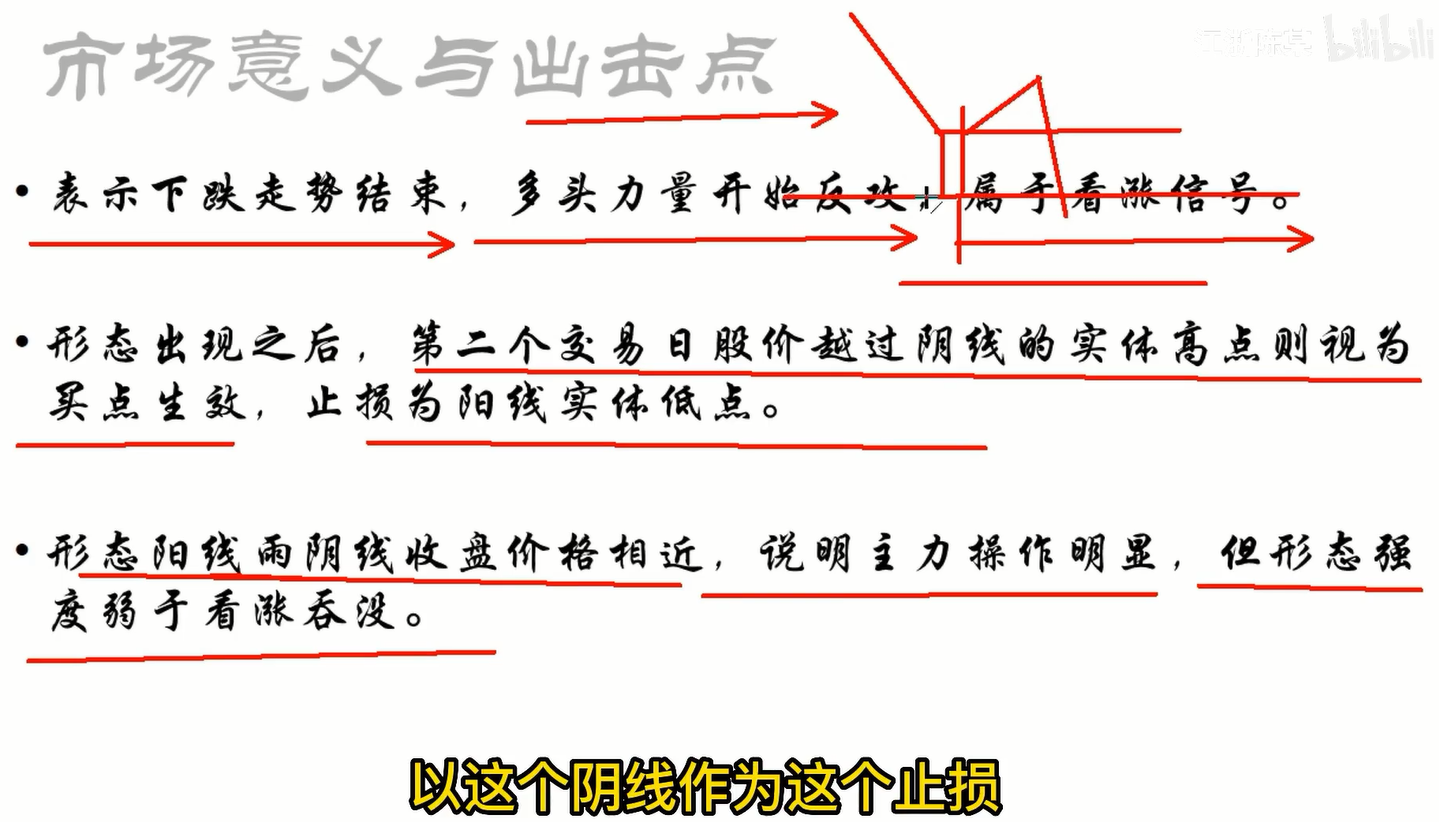 市场意义与出击点
bilibili
• 表示下跌走势结束，多头力量开始反攻，属于看涨信号。
• 形态出现之后，第二个交易日股价越过阴线的实体高点则视为
买点生效，止损为阳线实体低点。
• 形态阳线雨阴线收盘价格相近，说明主力操作明显，但形态强
度弱于看涨吞没。
以这个阴线作为这个止损